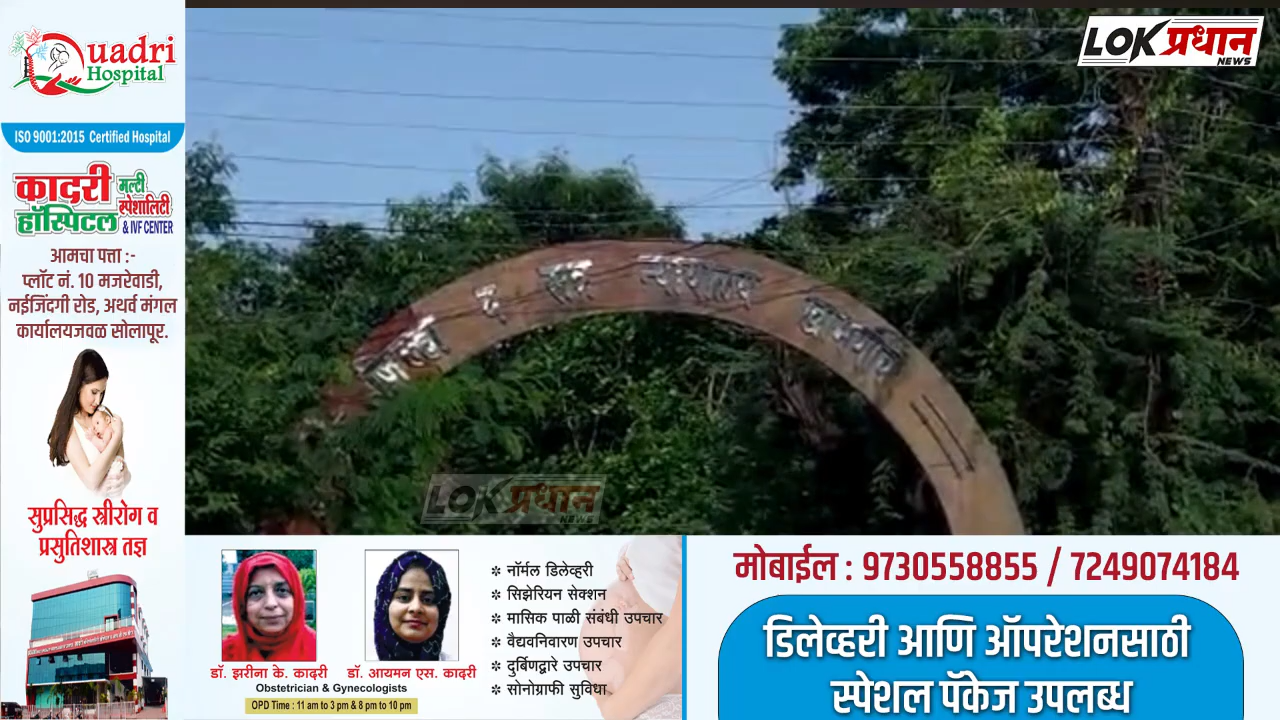 Quadri
Hospital
ISO 9001:2015 Certified Hospital
कादरी मल्टी
हॉस्पिटल स्पेशालिटी
& IVF CENTER
आमचा पत्ता :-
प्लॉट नं. 10 मजरेवाडी,
नईजिंदगी रोड, अथर्व मंगल
कार्यालयजवळ सोलापूर.
सुप्रसिद्ध स्त्रीरोग व
प्रसुतिशास्त्र तज्ञ
LOKप्रधान
NEWS
LOKप्रधान
NEWS
डॉ. झरीना के. कादरी डॉ. आयमन एस. कादरी
Obstetrician & Gynecologists
OPD Time : 11 am to 3 pm & 8 pm to 10 pm
✽ नॉर्मल डिलेव्हरी
✽ सिझेरियन सेक्शन
✽ मासिक पाळी संबंधी उपचार
✽ वंध्यनिवारण उपचार
✽ दुर्बिणद्वारे उपचार
✽ सोनोग्राफी सुविधा
मोबाईल : 9730558855 / 7249074184
डिलेव्हरी आणि ऑपरेशनसाठी
स्पेशल पॅकेज उपलब्ध